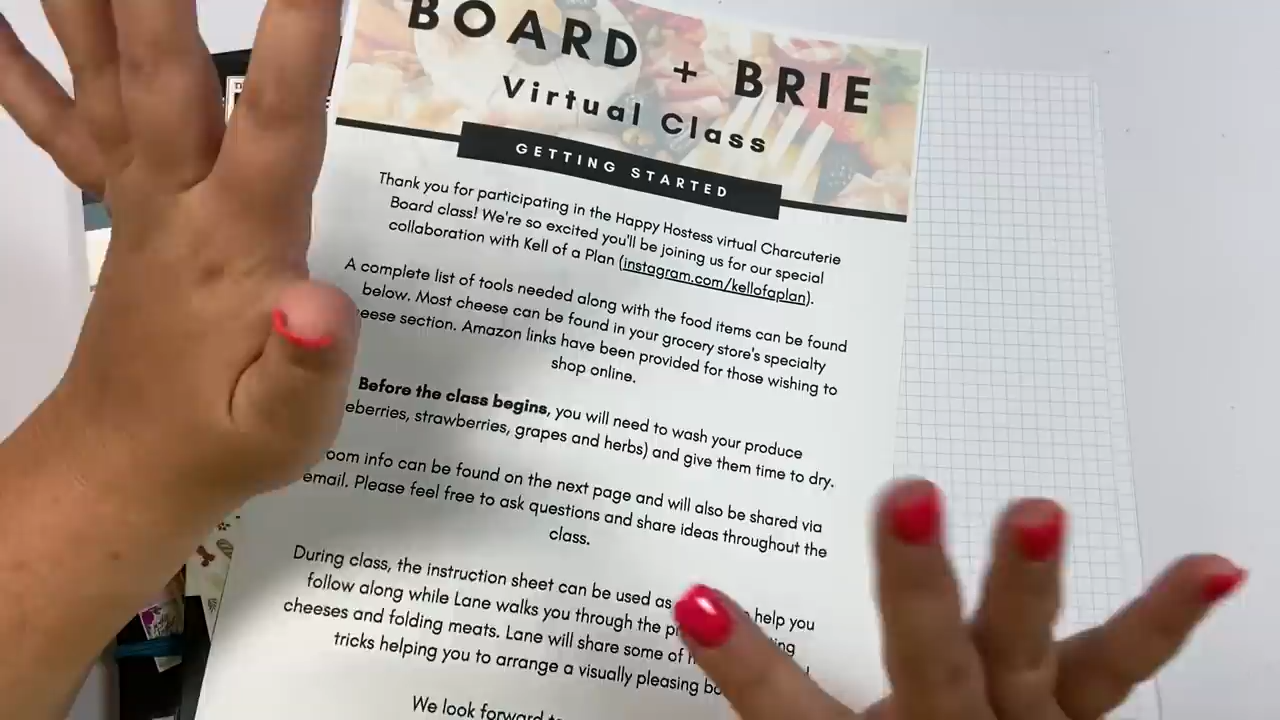 BOARD + BRIE
Virtual Class
GETTING STARTED
Thank you for participating in the Happy Hostess virtual Charcuterie
Board class! We're so excited you'll be joining us for our special
collaboration with Kell of a Plan (instagram.com/kellofaplan).
A complete list of tools needed along with the food items can be found
below. Most cheese can be found in your grocery store's specialty
eese section. Amazon links have been provided for those wishing to
shop online.
Before the class begins, you will need to wash your produce
eberries, strawberries, grapes and herbs) and give them time to dry.
oom info can be found on the next page and will also be shared via
email. Please feel free to ask questions and share ideas throughout the
class.
During class, the instruction sheet can be used as help you
follow along while Lane walks you through the
cheeses and folding meats. Lane will share some of
tricks helping you to arrange a visually pleasing
We look forward